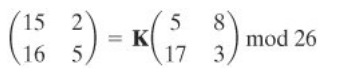 (15 2
16 5) = K(5 8
17 3) mod 26